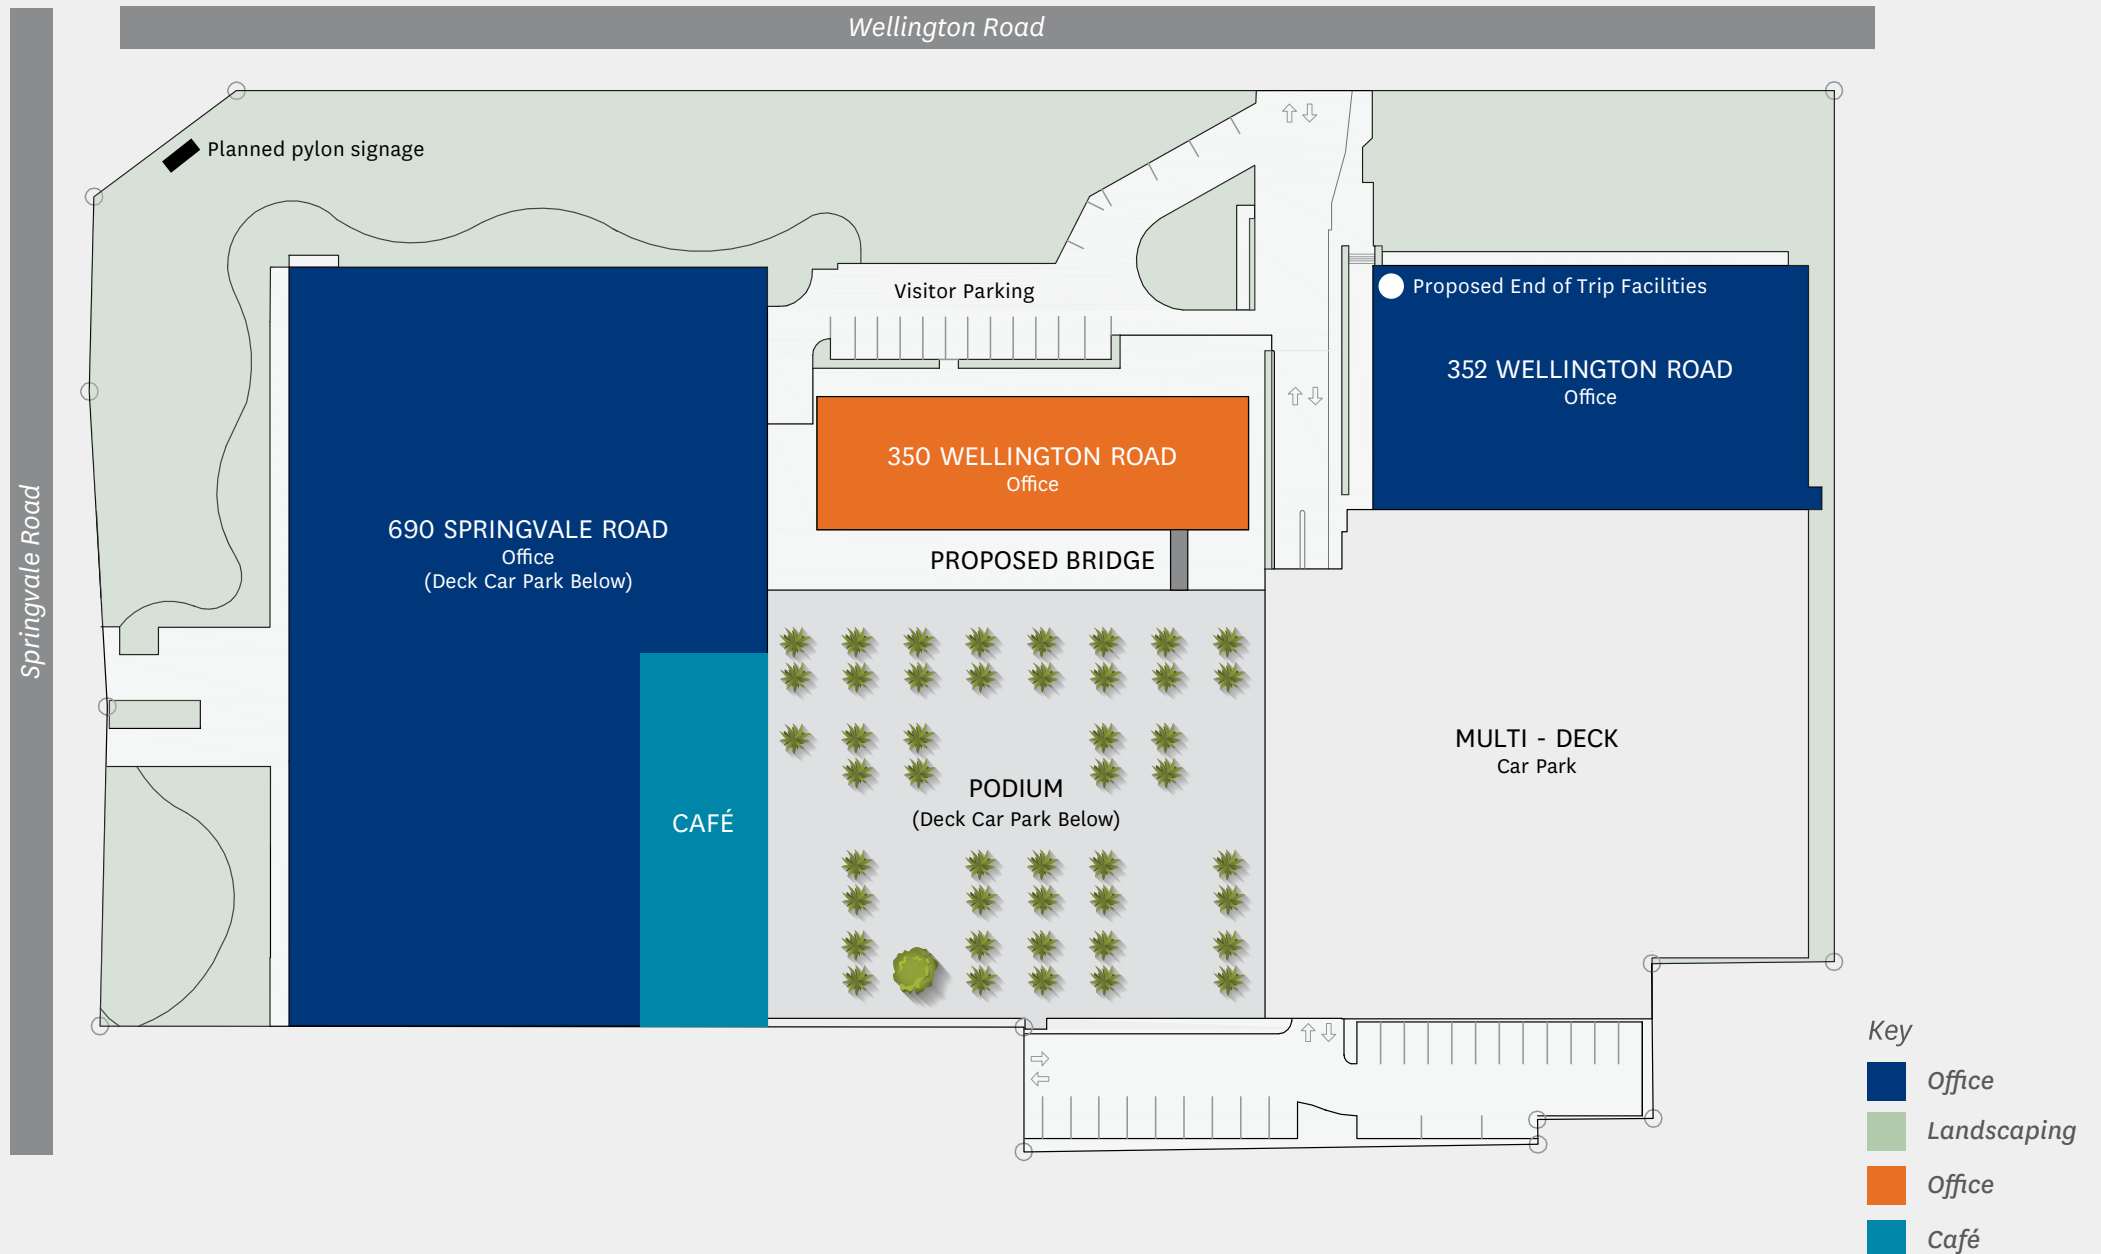 Wellington Road
Planned pylon signage
Visitor Parking
Proposed End of Trip Facilities
352 WELLINGTON ROAD
Office
350 WELLINGTON ROAD
Office
690 SPRINGVALE ROAD
Office
(Deck Car Park Below)
PROPOSED BRIDGE
Springvale Road
MULTI - DECK
Car Park
PODIUM
(Deck Car Park Below)
CAFÉ
Key
Office
Landscaping
Office
Café